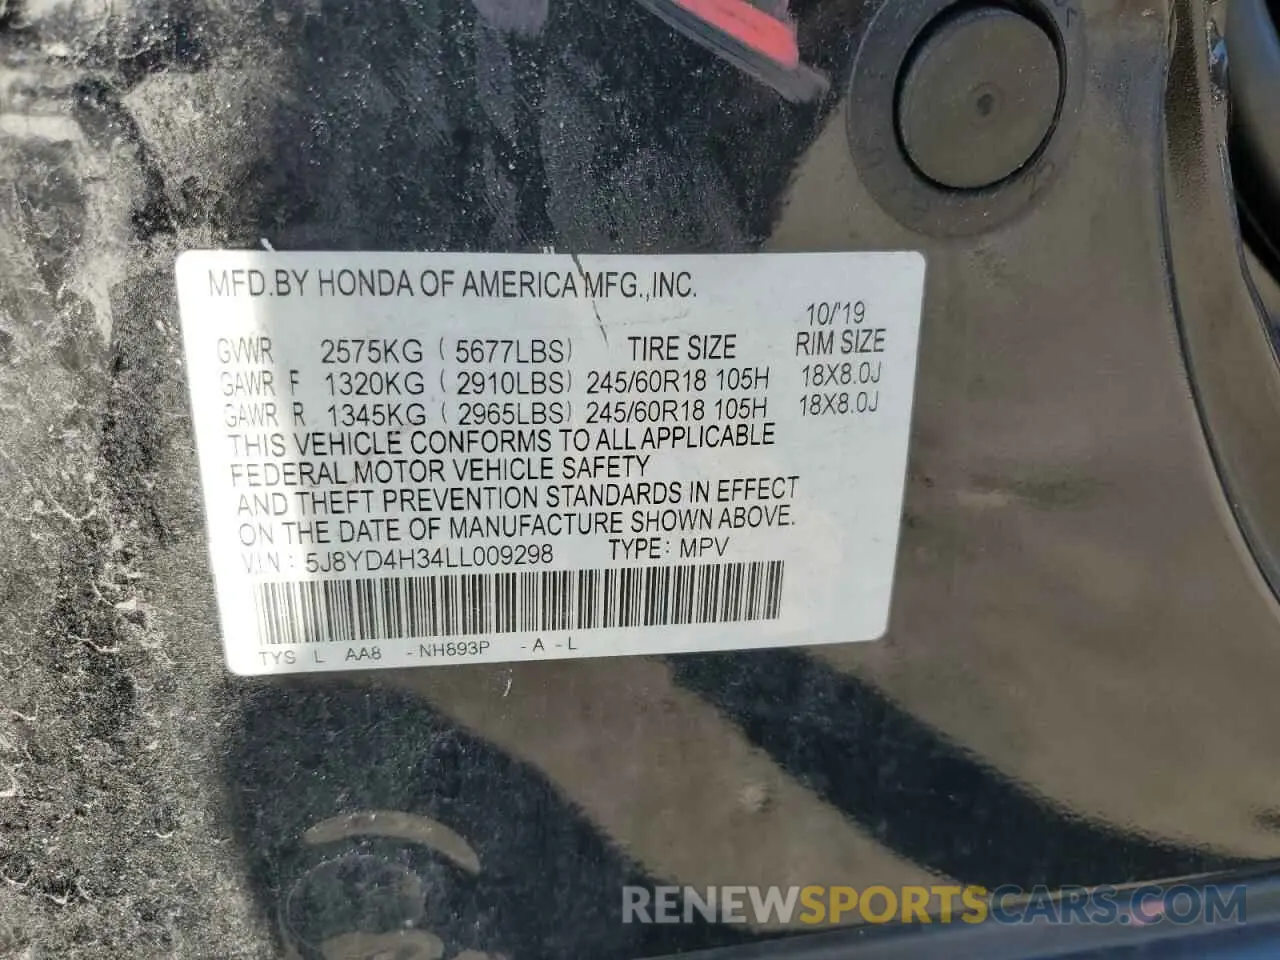 MFD.BY HONDA OF AMERICA MFG.,INC.
10/'19
GVWR 2575KG ( 5677LBS) TIRE SIZE RIM SIZE
GAWR F 1320KG ( 2910LBS) 245/60R18 105H 18X8.0J
GAWR R 1345KG ( 2965LBS) 245/60R18 105H 18X8.0J
THIS VEHICLE CONFORMS TO ALL APPLICABLE
FEDERAL MOTOR VEHICLE SAFETY
AND THEFT PREVENTION STANDARDS IN EFFECT
ON THE DATE OF MANUFACTURE SHOWN ABOVE.
V.I.N : 5J8YD4H34LL009298 TYPE: MPV
TYS L AA8 - NH893P - A - L
RENEWSPORTSCARS.COM